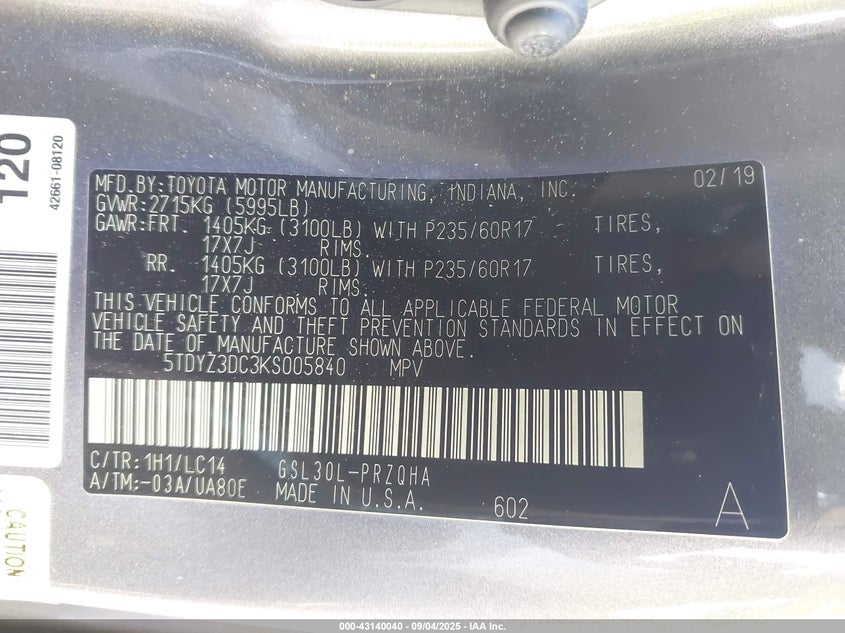 120
42661-08120
MFD.BY:TOYOTA MOTOR MANUFACTURING, INDIANA, INC. 02/19
GVWR:2715KG (5995LB)
GAWR:FRT. 1405KG (3100LB) WITH P235/60R17 TIRES,
17X7J RIMS.
RR. 1405KG (3100LB) WITH P235/60R17 TIRES,
17X7J RIMS.
THIS VEHICLE CONFORMS TO ALL APPLICABLE FEDERAL MOTOR
VEHICLE SAFETY AND THEFT PREVENTION STANDARDS IN EFFECT ON
THE DATE OF MANUFACTURE SHOWN ABOVE.
5TDYZ3DC3KS005840 MPV
C/TR:1H1/LC14 GSL30L-PRZQHA
A/TM:-03A/UA80E MADE IN U.S.A. 602 A
CAUTION
000-43140040 - 09/04/2025 - IAA Inc.